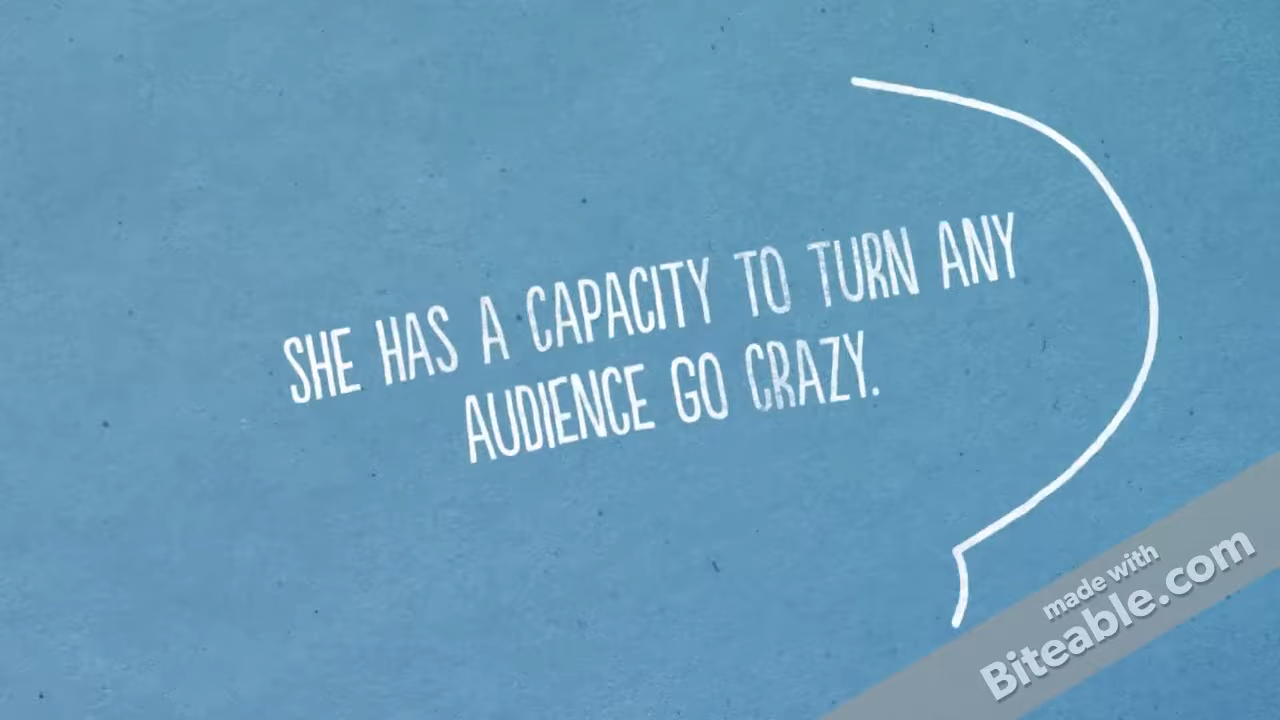 SHE HAS A CAPACITY TO TURN ANY
AUDIENCE GO CRAZY.
made with
Biteable.com